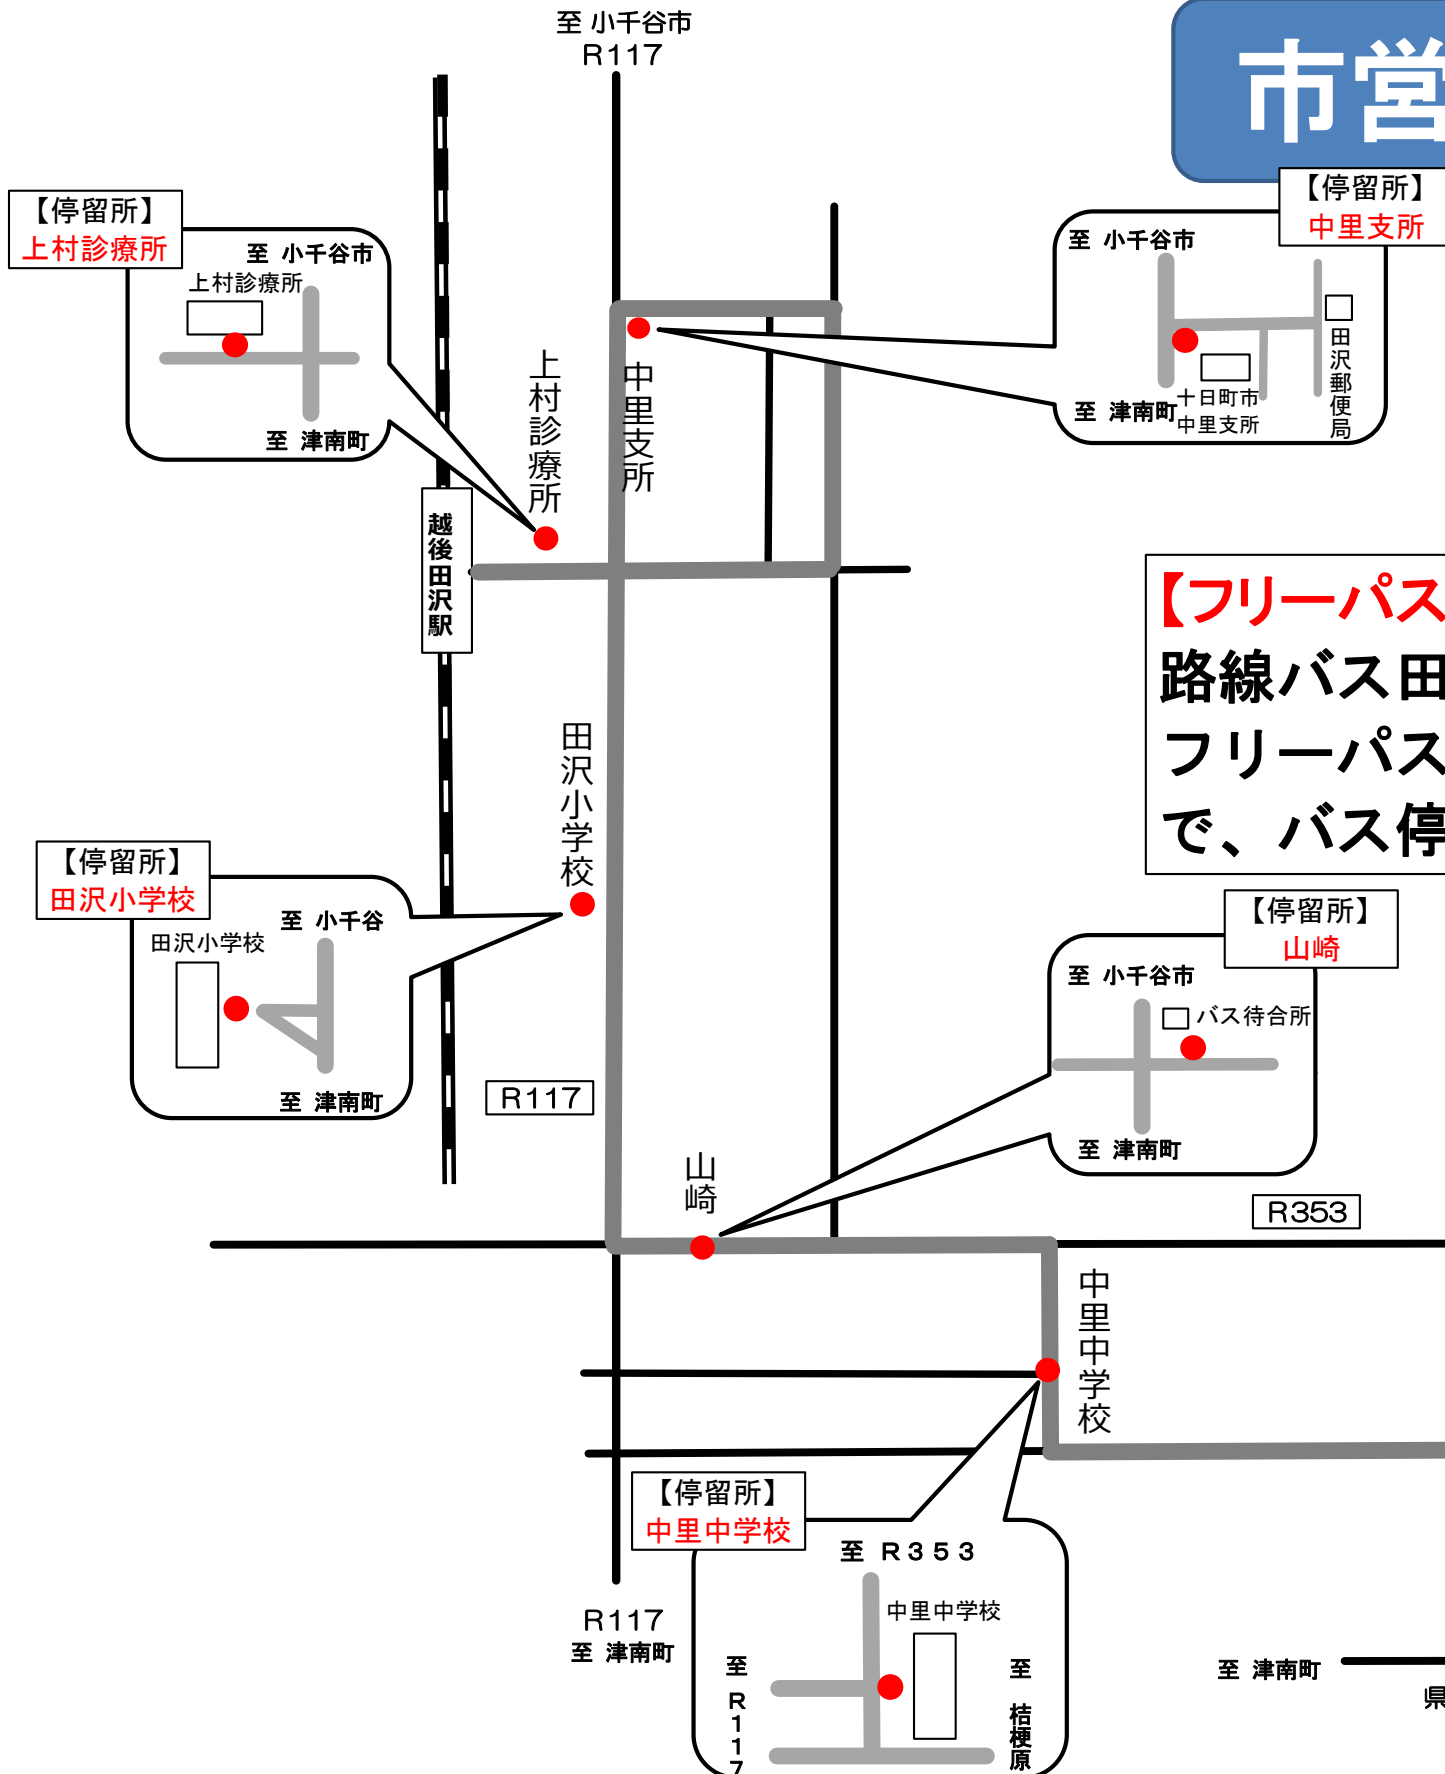 至 小千谷市
R117
市営
【停留所】
上村診療所
至 小千谷市
上村診療所
至 津南町
【停留所】
中里支所
至 小千谷市
田沢郵便局
至 津南町
十日町市
中里支所
上村診療所
中里支所
越後田沢駅
【フリーパス
路線バス田
フリーパス
で、バス停
田沢小学校
【停留所】
田沢小学校
至 小千谷
田沢小学校
至 津南町
【停留所】
山崎
至 小千谷市
バス待合所
至 津南町
R117
山崎
R353
中里中学校
【停留所】
中里中学校
至 R353
中里中学校
至 R117
至 桔梗原
R117
至 津南町
至 津南町
県